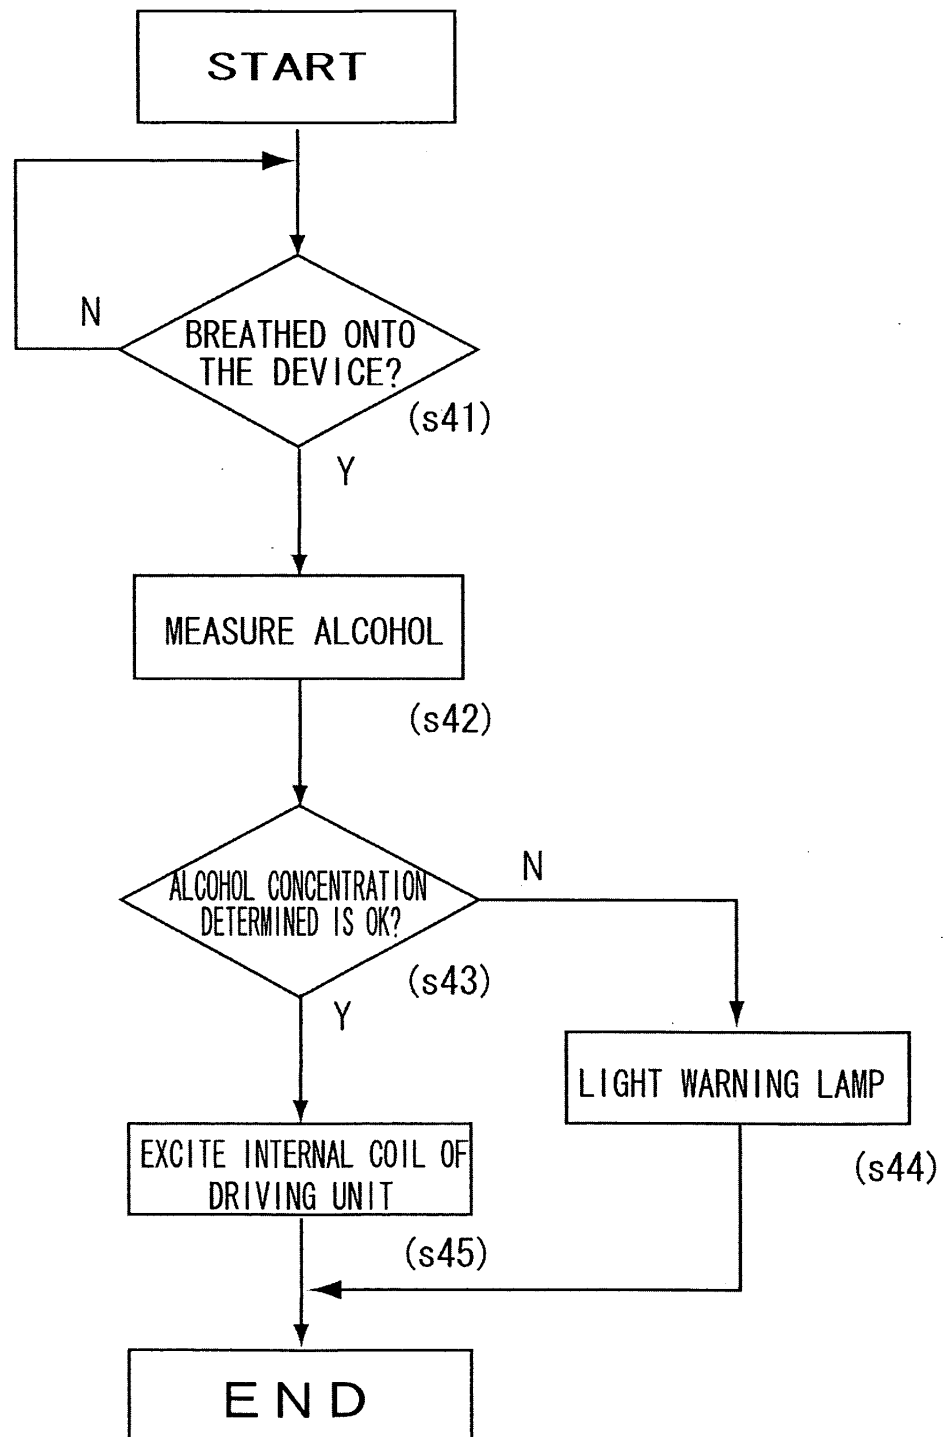 START
N
BREATHED ONTO
THE DEVICE?
(s41)
Y
MEASURE ALCOHOL
(s42)
N
ALCOHOL CONCENTRATION
DETERMINED IS OK?
(s43)
Y
LIGHT WARNING LAMP
(s44)
EXCITE INTERNAL COIL OF
DRIVING UNIT
(s45)
END